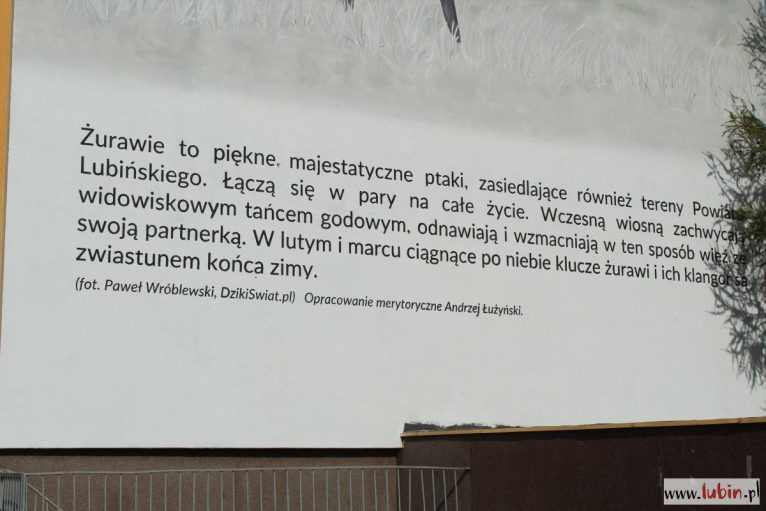 Żurawie to piękne, majestatyczne ptaki, zasiedlające również tereny Powiatu
Lubińskiego. Łączą się w pary na całe życie. Wczesną wiosną zachwycają
widowiskowym tańcem godowym, odnawiają i wzmacniają w ten sposób więź ze
swoją partnerką. W lutym i marcu ciągnące po niebie klucze żurawi i ich klangor są
zwiastunem końca zimy.
(fot. Paweł Wróblewski, DzikiSwiat.pl) Opracowanie merytoryczne Andrzej Łużyński.
www.lubin.pl